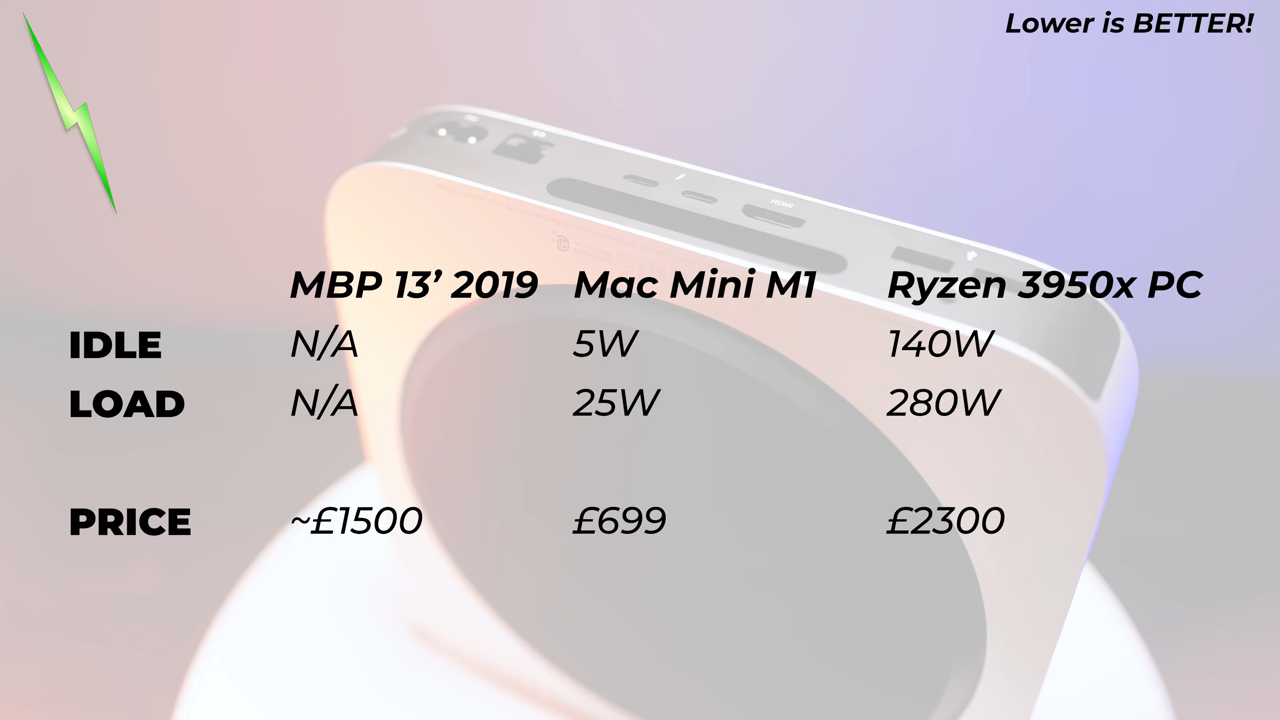 Lower is BETTER!
HDMI
MBP 13’ 2019 Mac Mini M1 Ryzen 3950x PC
IDLE N/A 5W 140W
LOAD N/A 25W 280W
PRICE ~£1500 £699 £2300